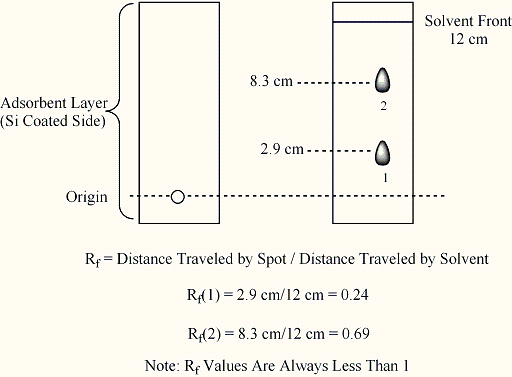 Solvent Front
12 cm
8.3 cm
2
Adsorbent Layer
(Si Coated Side)
2.9 cm
1
Origin
Rf = Distance Traveled by Spot / Distance Traveled by Solvent
Rf(1) = 2.9 cm/12 cm = 0.24
Rf(2) = 8.3 cm/12 cm = 0.69
Note: Rf Values Are Always Less Than 1